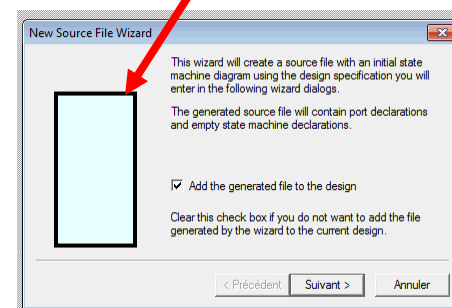 New Source File Wizard
This wizard will create a source file with an initial state
machine diagram using the design specification you will
enter in the following wizard dialogs.
The generated source file will contain port declarations
and empty state machine declarations.
Add the generated file to the design
Clear this check box if you do not want to add the file
generated by the wizard to the current design.
< Précédent Suivant > Annuler